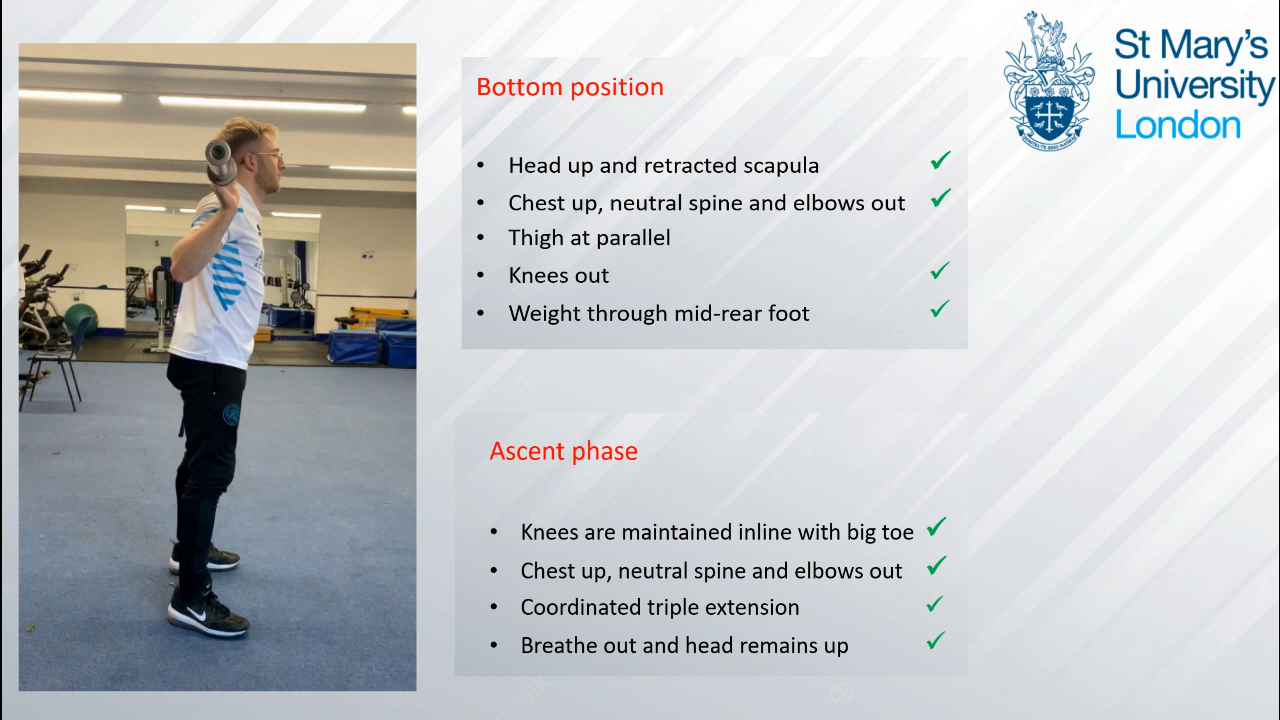 St Mary's
University
London
Bottom position
• Head up and retracted scapula ✓
• Chest up, neutral spine and elbows out ✓
• Thigh at parallel
• Knees out ✓
• Weight through mid-rear foot ✓
Ascent phase
• Knees are maintained inline with big toe ✓
• Chest up, neutral spine and elbows out ✓
• Coordinated triple extension ✓
• Breathe out and head remains up ✓